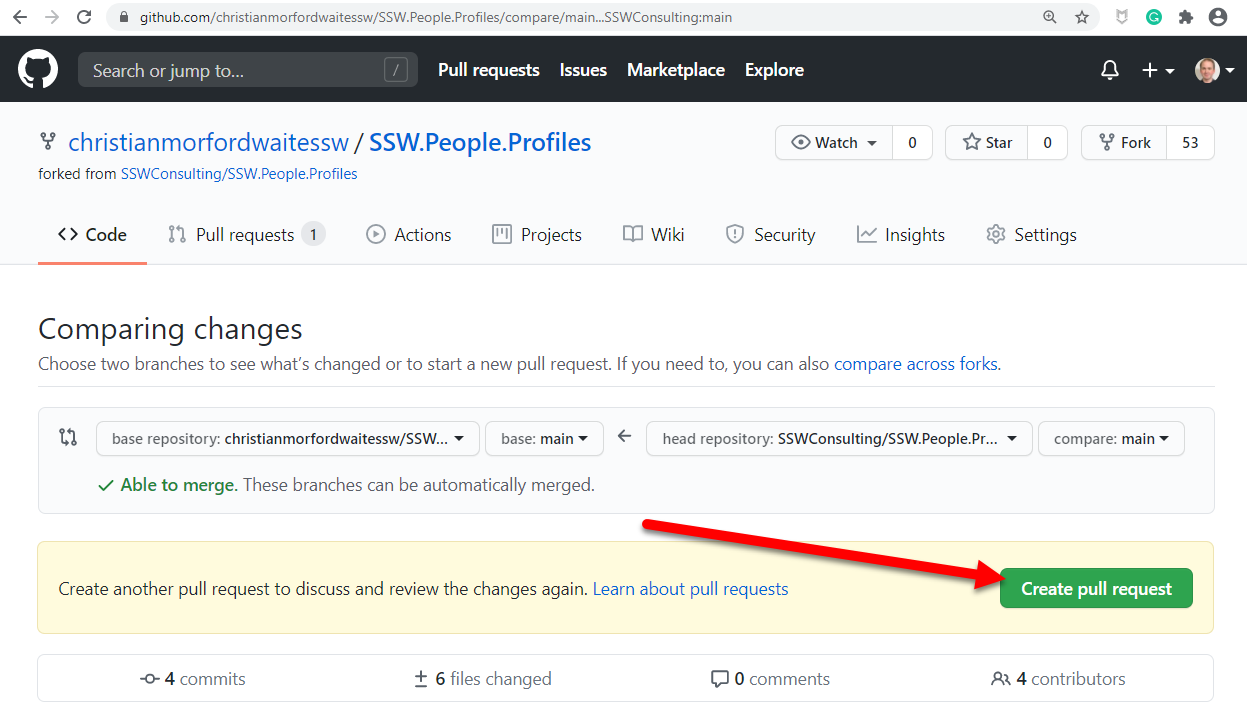 github.com/christianmorfordwaitessw/SSW.People.Profiles/compare/main...SSWConsulting:main
Search or jump to... / Pull requests Issues Marketplace Explore
christianmorfordwaitessw / SSW.People.Profiles Watch 0 Star 0 Fork 53
forked from SSWConsulting/SSW.People.Profiles
Code Pull requests 1 Actions Projects Wiki Security Insights Settings
Comparing changes
Choose two branches to see what's changed or to start a new pull request. If you need to, you can also compare across forks.
base repository: christianmorfordwaitessw/SSW... base: main head repository: SSWConsulting/SSW.People.Pr... compare: main
Able to merge. These branches can be automatically merged.
Create another pull request to discuss and review the changes again. Learn about pull requests Create pull request
4 commits 6 files changed 0 comments 4 contributors